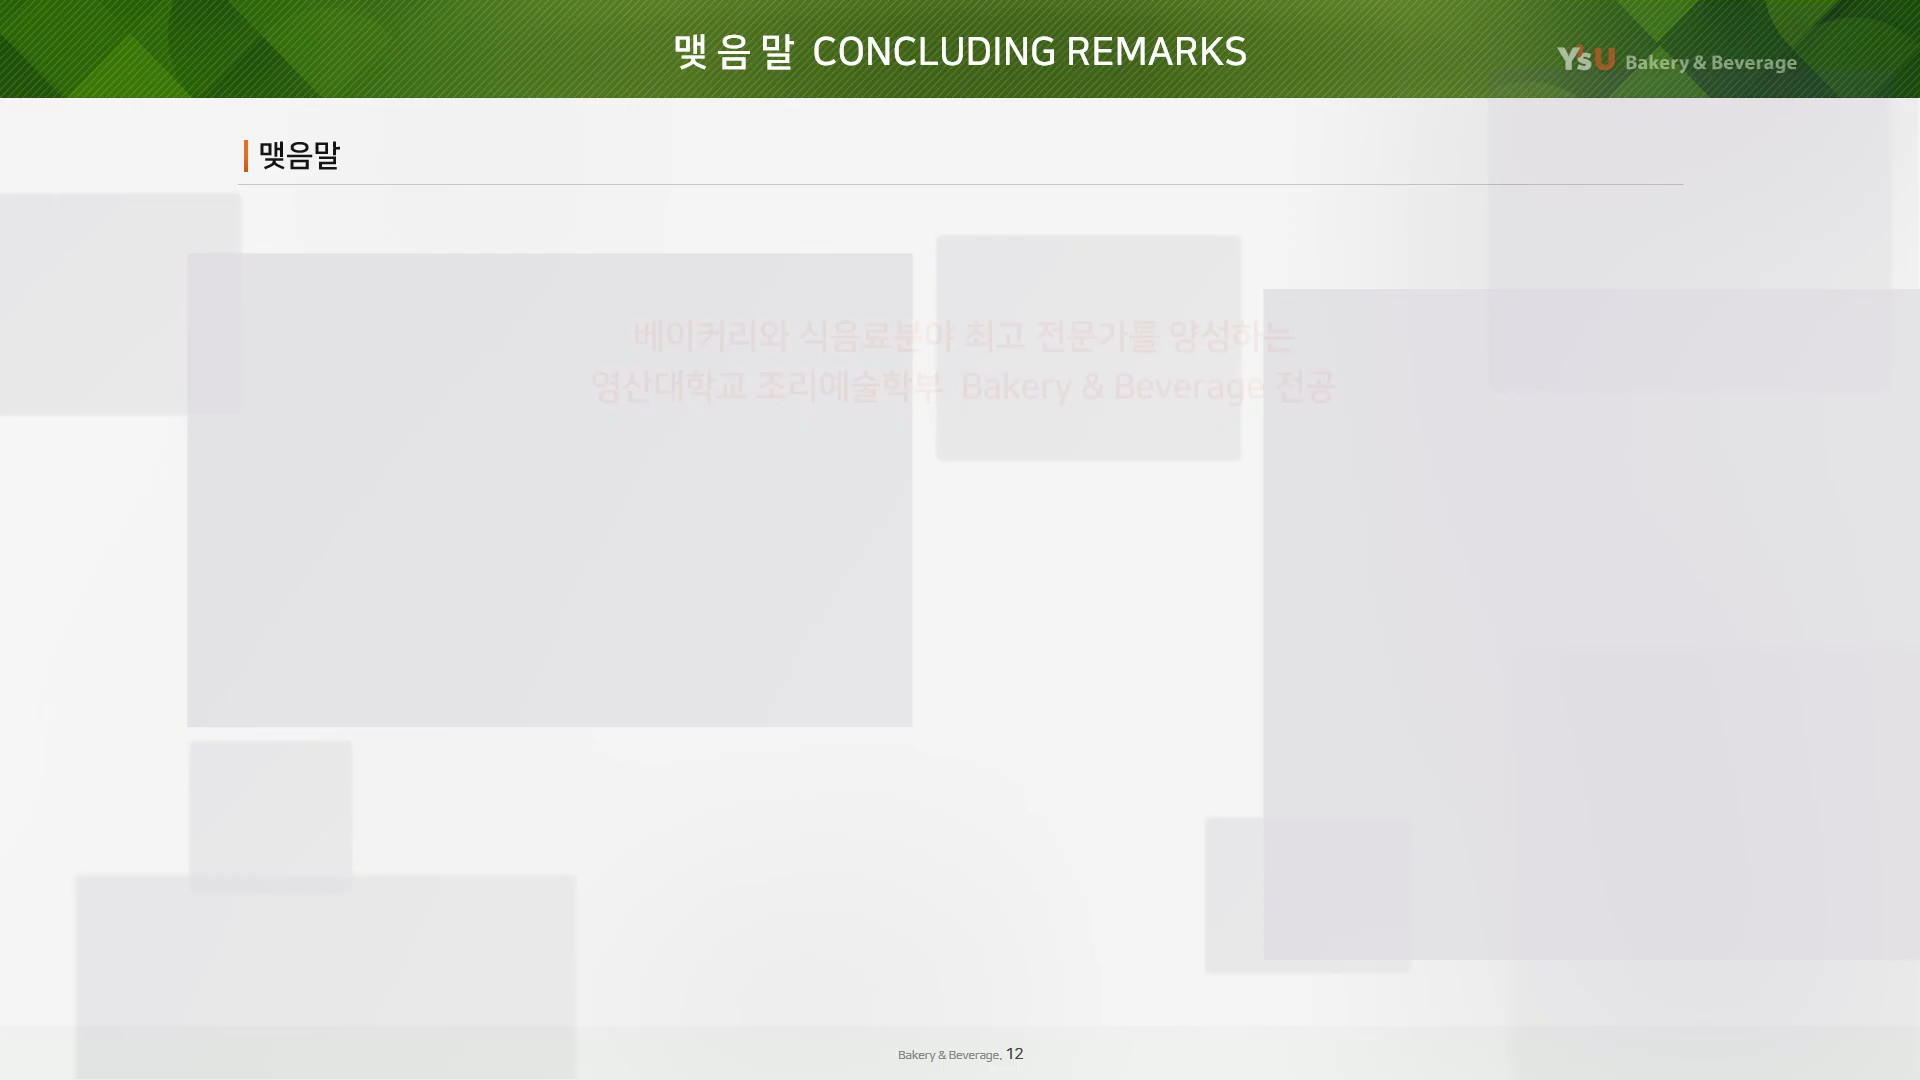 맺 음 말 CONCLUDING REMARKS
YsU Bakery & Beverage
맺음말
베이커리와 식음료분야 최고 전문가를 양성하는
영산대학교 조리예술학부 Bakery & Beverage 전공
Bakery & Beverage. 12